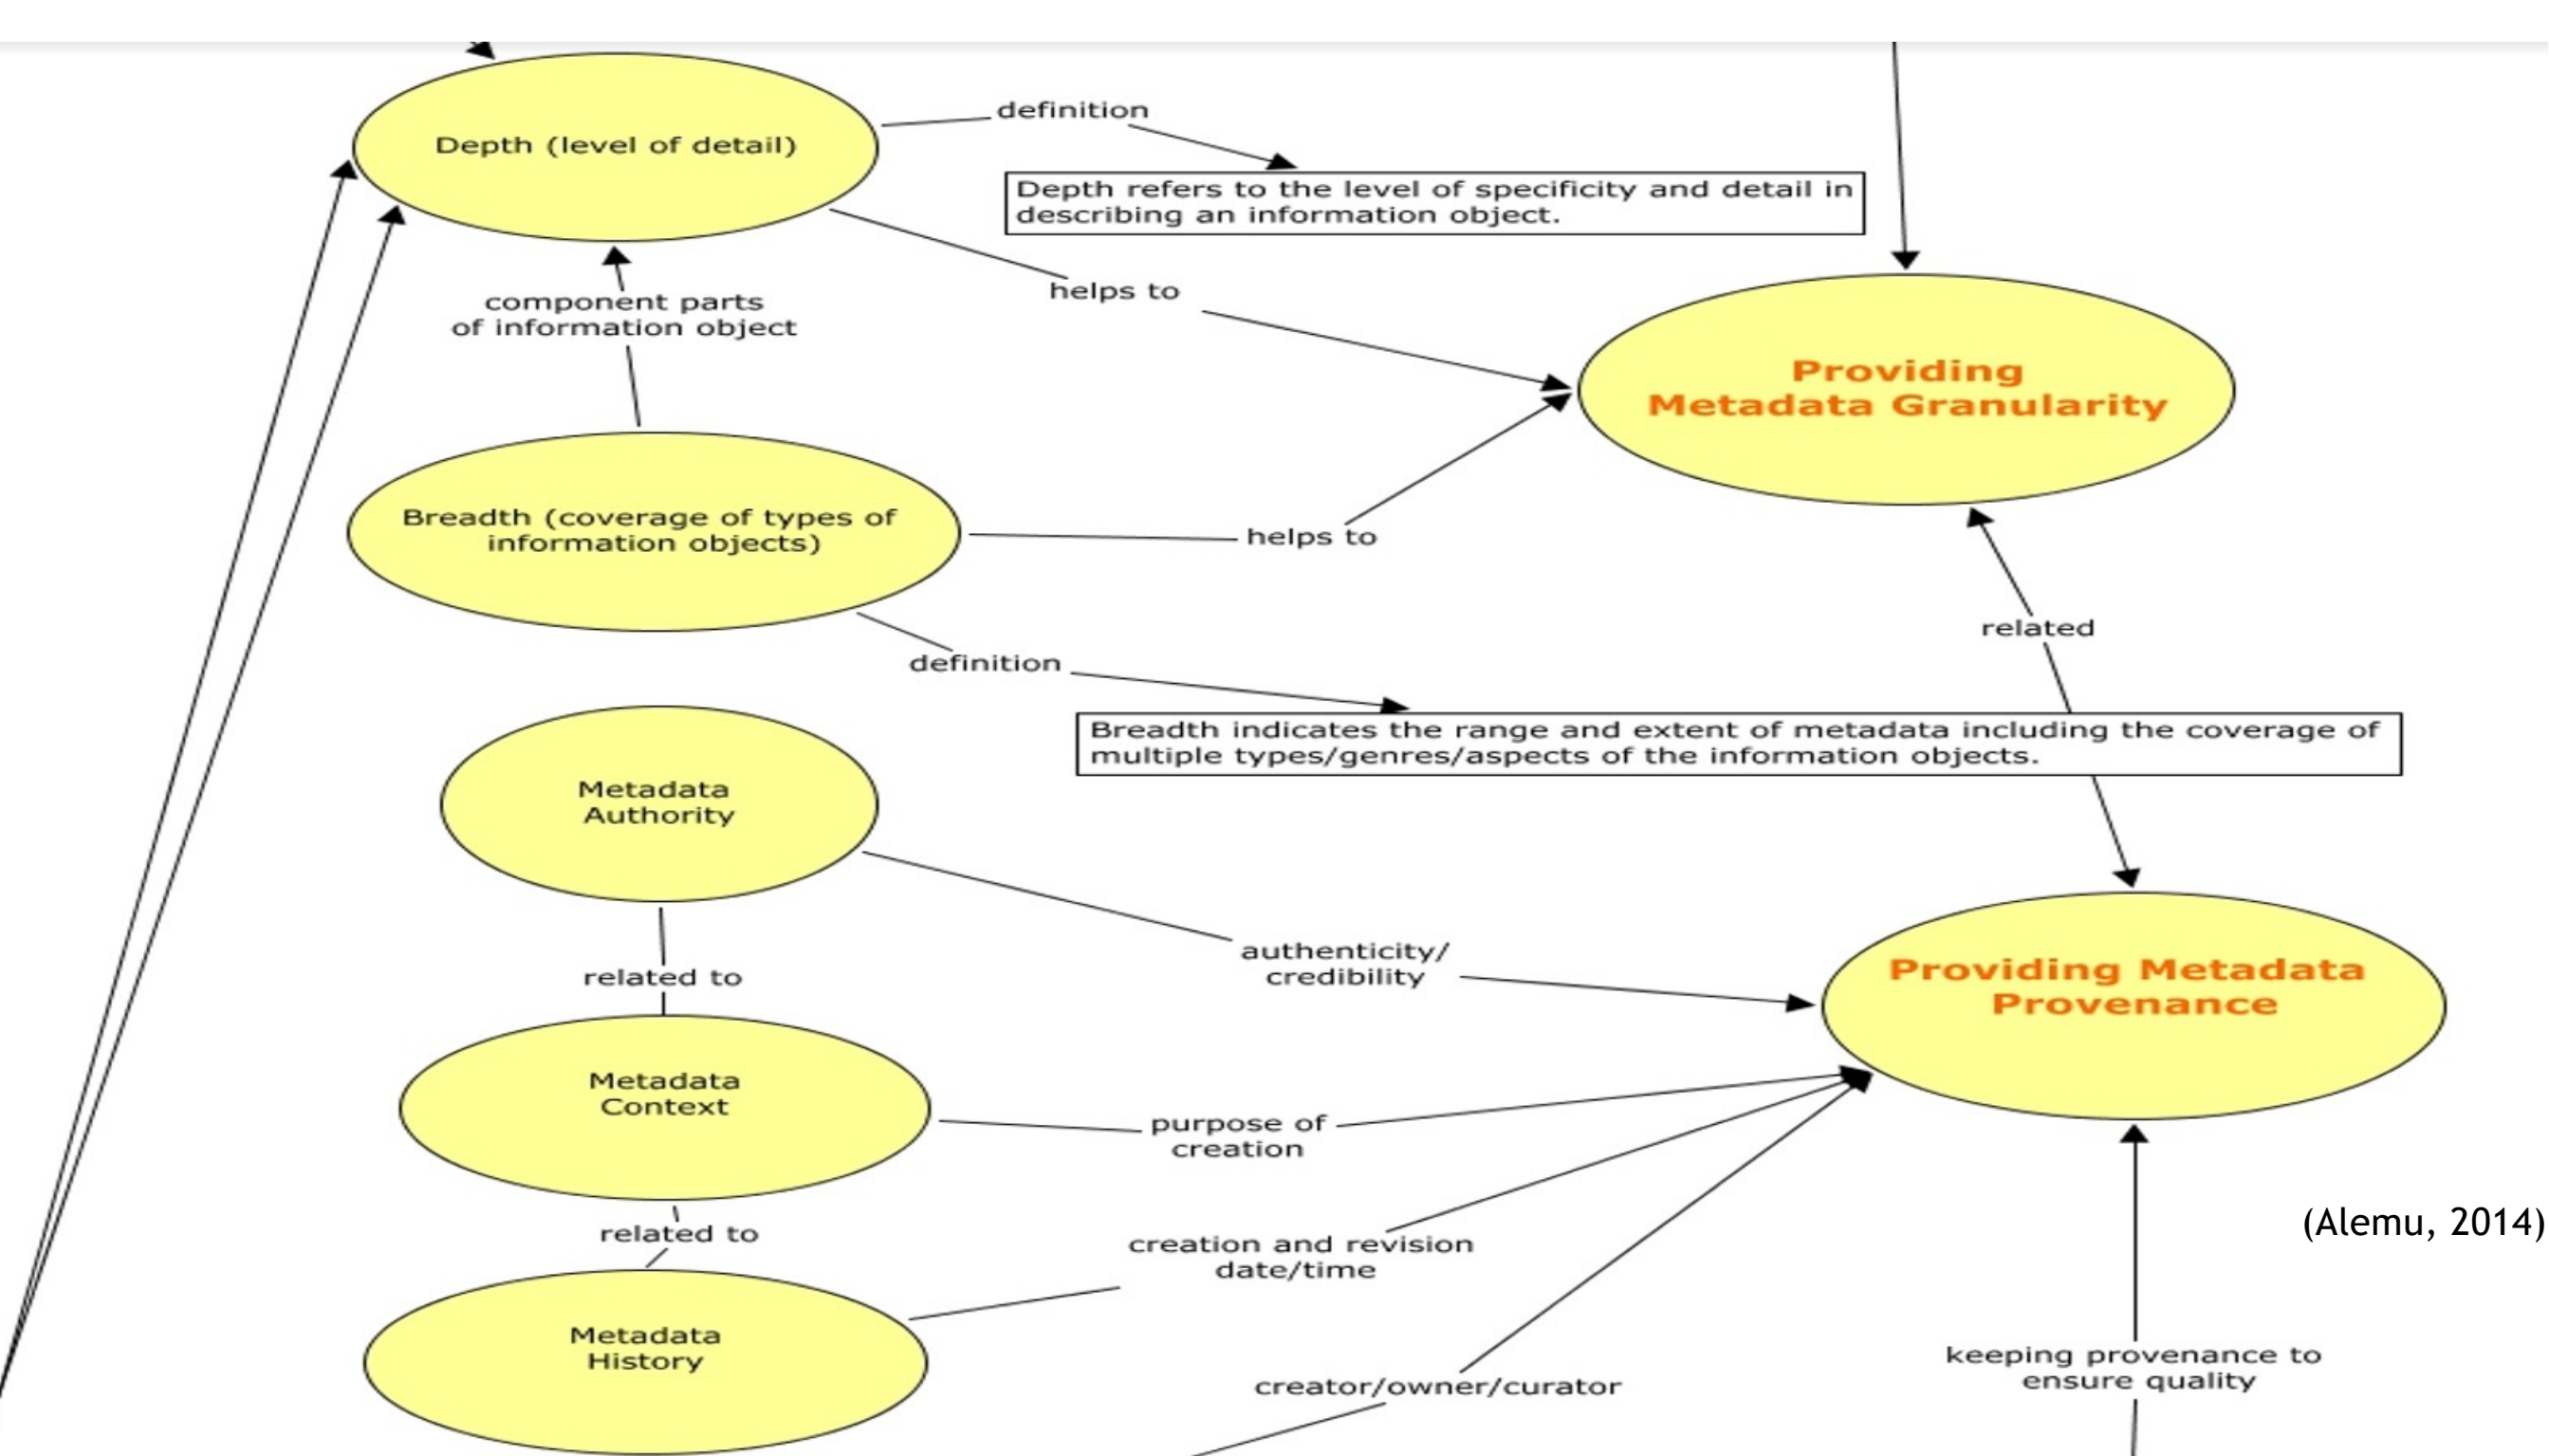 definition
Depth (level of detail)
Depth refers to the level of specificity and detail in
describing an information object.
helps to
component parts
of information object
Providing
Metadata Granularity
Breadth (coverage of types of
information objects)
helps to
related
definition
Breadth indicates the range and extent of metadata including the coverage of
multiple types/genres/aspects of the information objects.
Metadata
Authority
authenticity/
credibility
related to
Providing Metadata
Provenance
Metadata
Context
purpose of
creation
related to
creation and revision
date/time
(Alemu, 2014)
Metadata
History
creator/owner/curator
keeping provenance to
ensure quality